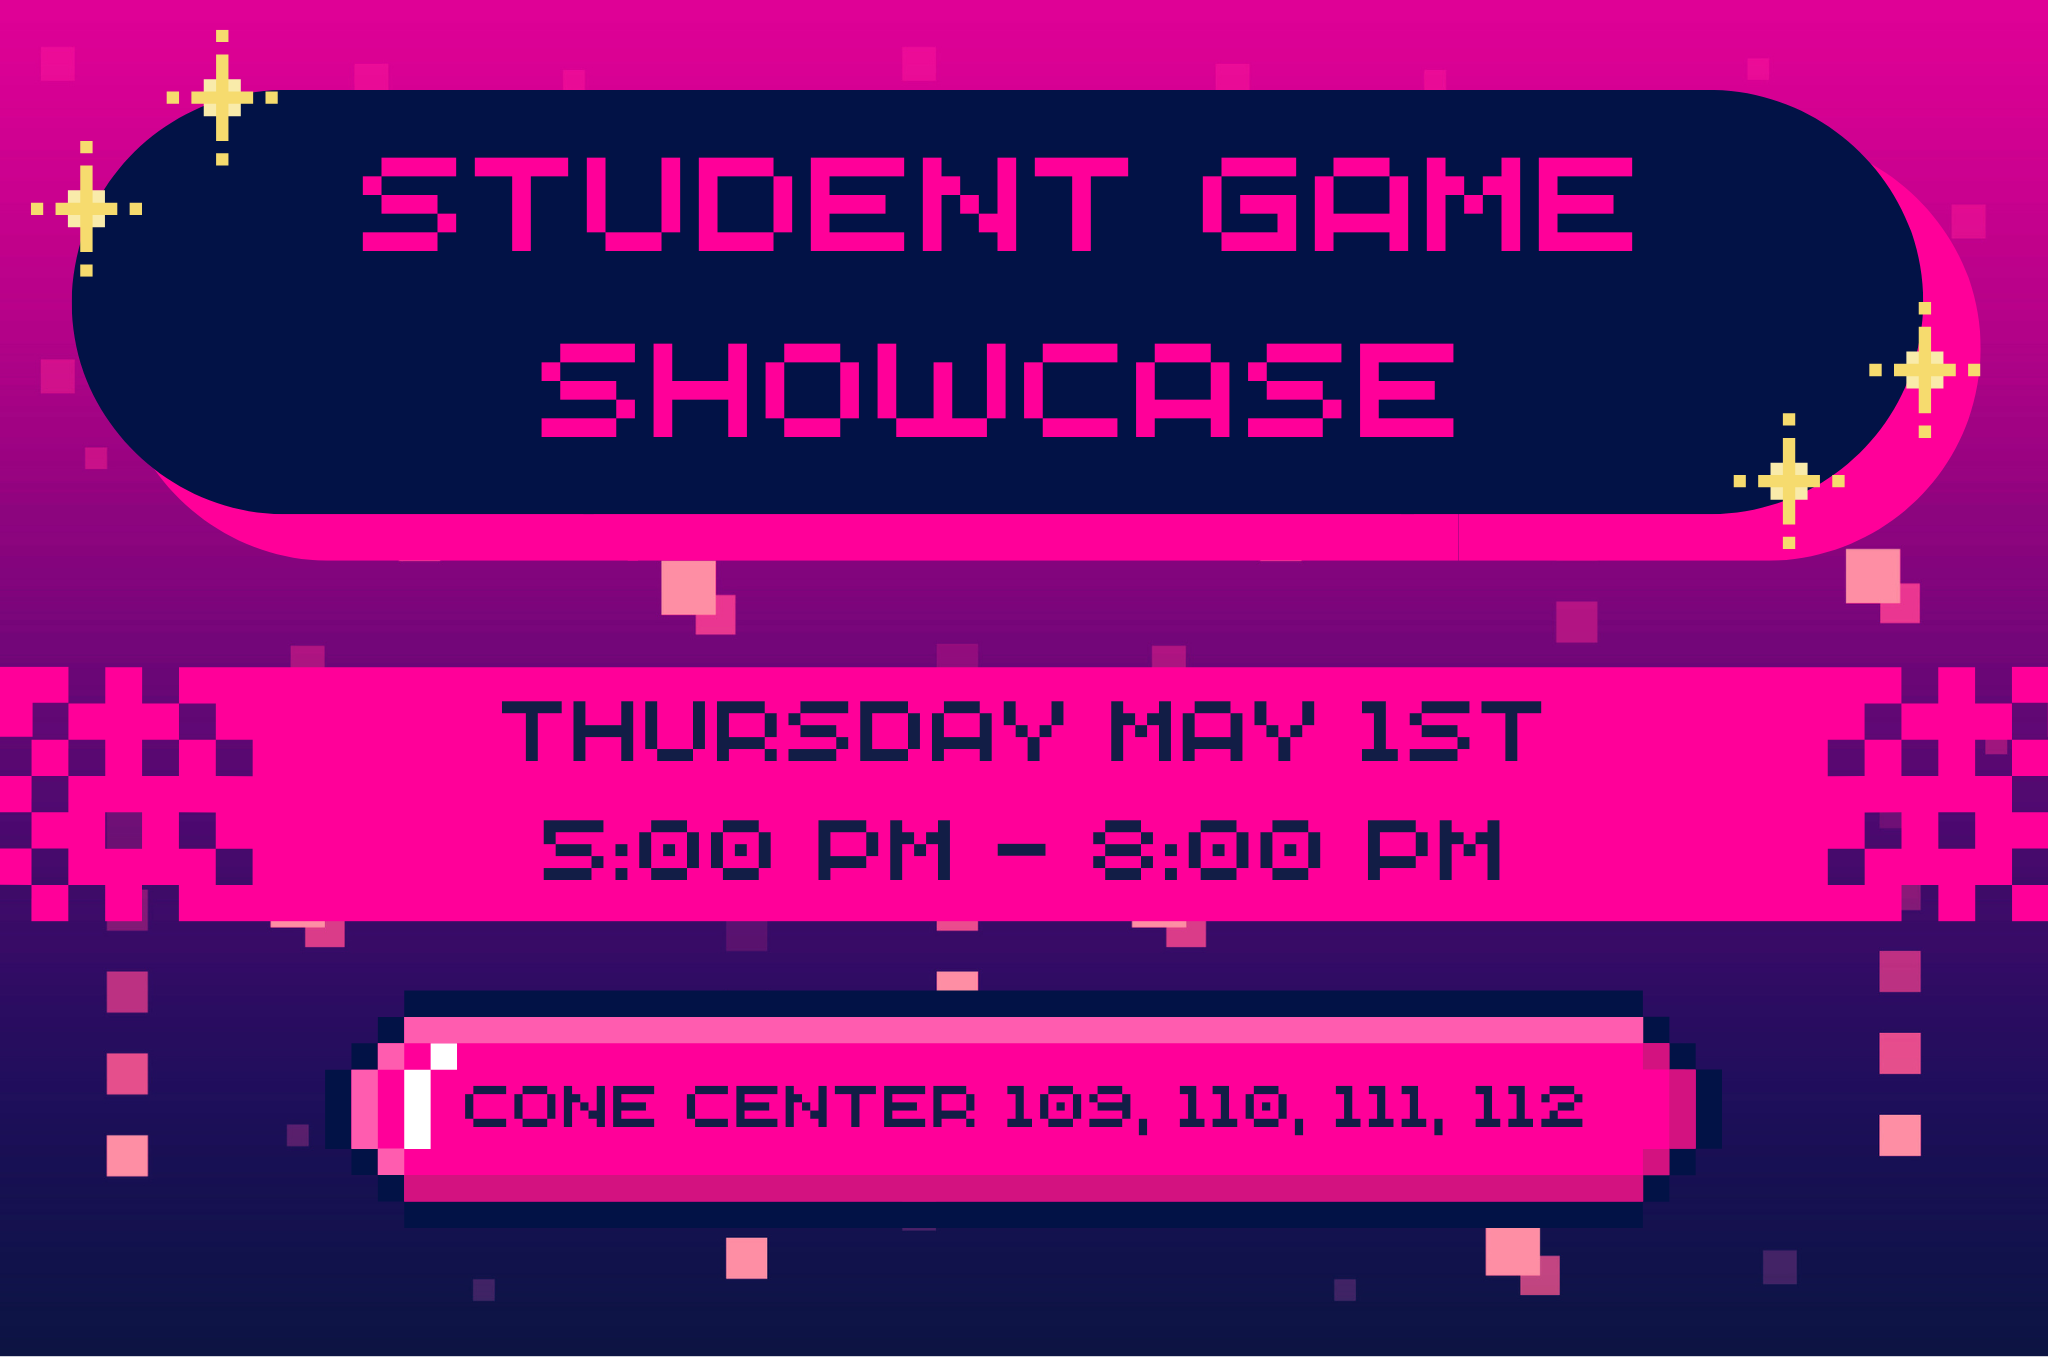 STUDENT GAME
SHOWCASE
THURSDAY MAY 1ST
5:00 PM - 8:00 PM
CONE CENTER 109, 110, 111, 112